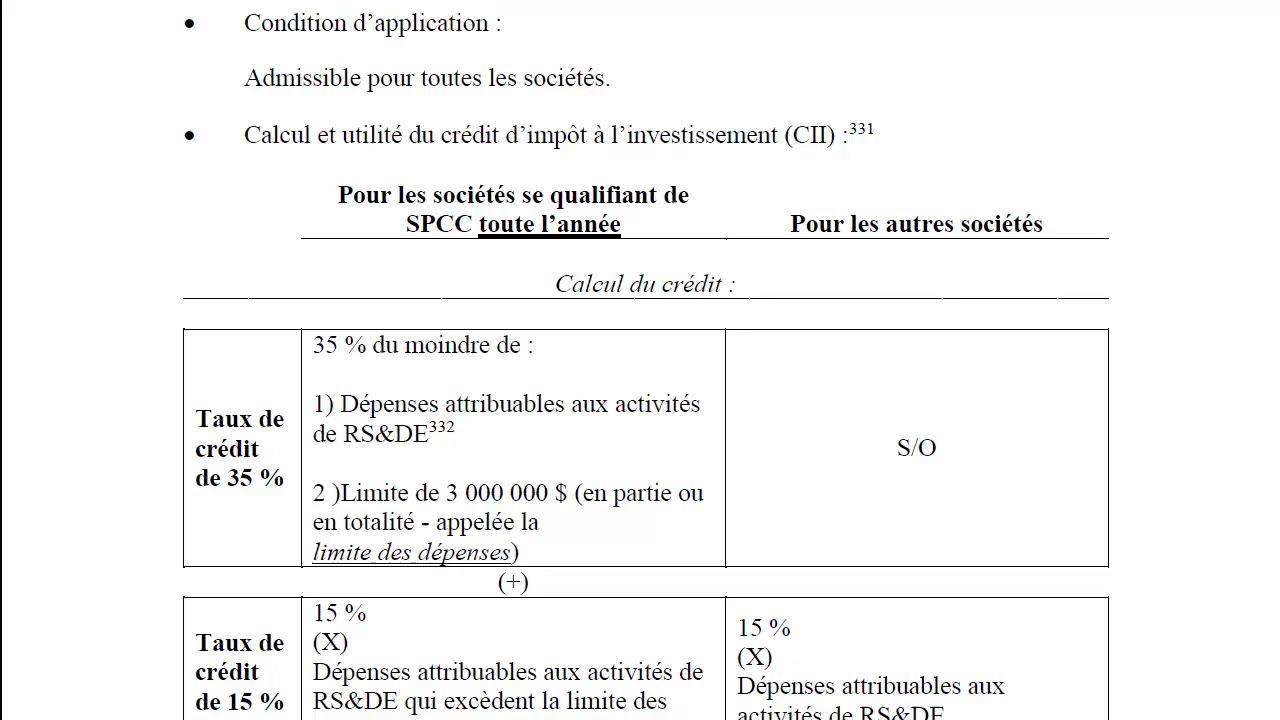 • Condition d’application :
Admissible pour toutes les sociétés.
• Calcul et utilité du crédit d’impôt à l’investissement (CII) :331
Pour les sociétés se qualifiant de
SPCC toute l’année
Pour les autres sociétés
Calcul du crédit :
Taux de
crédit
de 35 %
35 % du moindre de :
1) Dépenses attribuables aux activités
de RS&DE332
2 )Limite de 3 000 000 $ (en partie ou
en totalité - appelée la
limite des dépenses)
S/O
(+)
Taux de
crédit
de 15 %
15 %
(X)
Dépenses attribuables aux activités de
RS&DE qui excèdent la limite des
15 %
(X)
Dépenses attribuables aux
activités de RS&DE